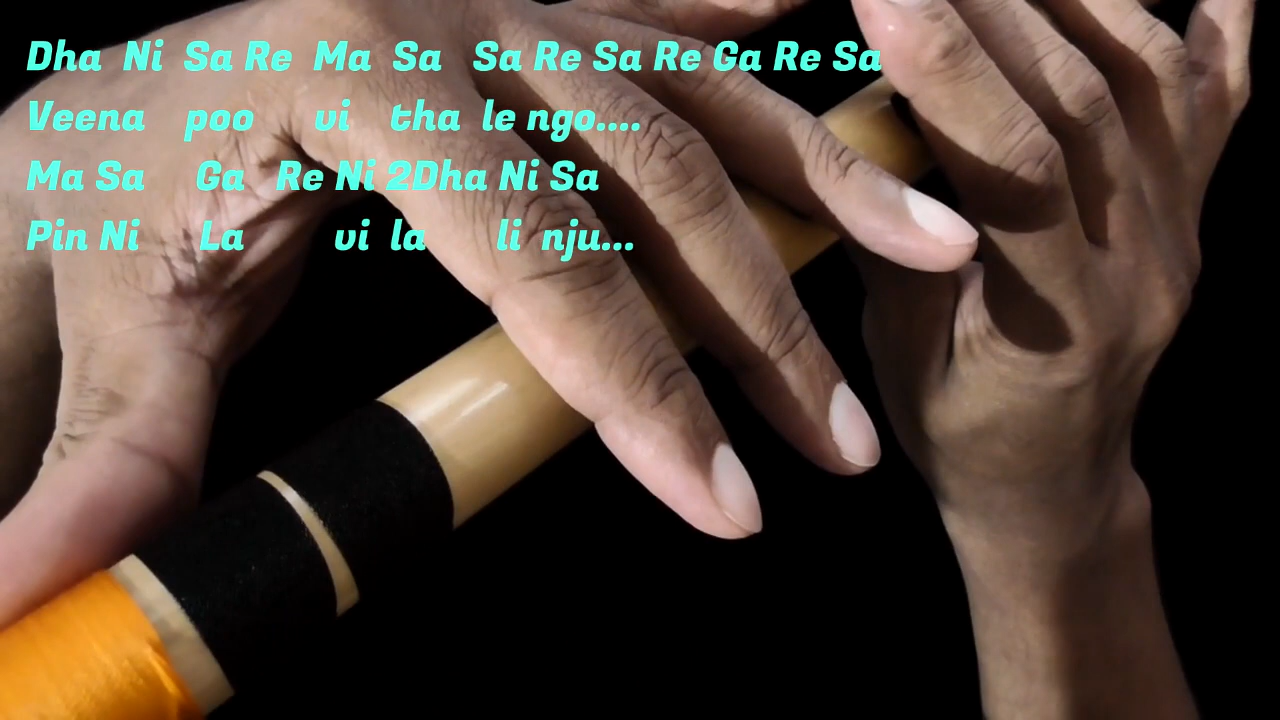 Dha Ni Sa Re Ma Sa Sa Re Sa Re Ga Re Sa
Veena poo vi tha le ngo....
Ma Sa Ga Re Ni 2Dha Ni Sa
Pin Ni La vi la li nju...